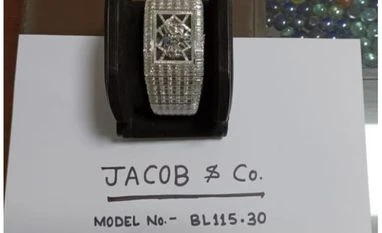 JACOB & Co.
MODEL No.- BL115.30